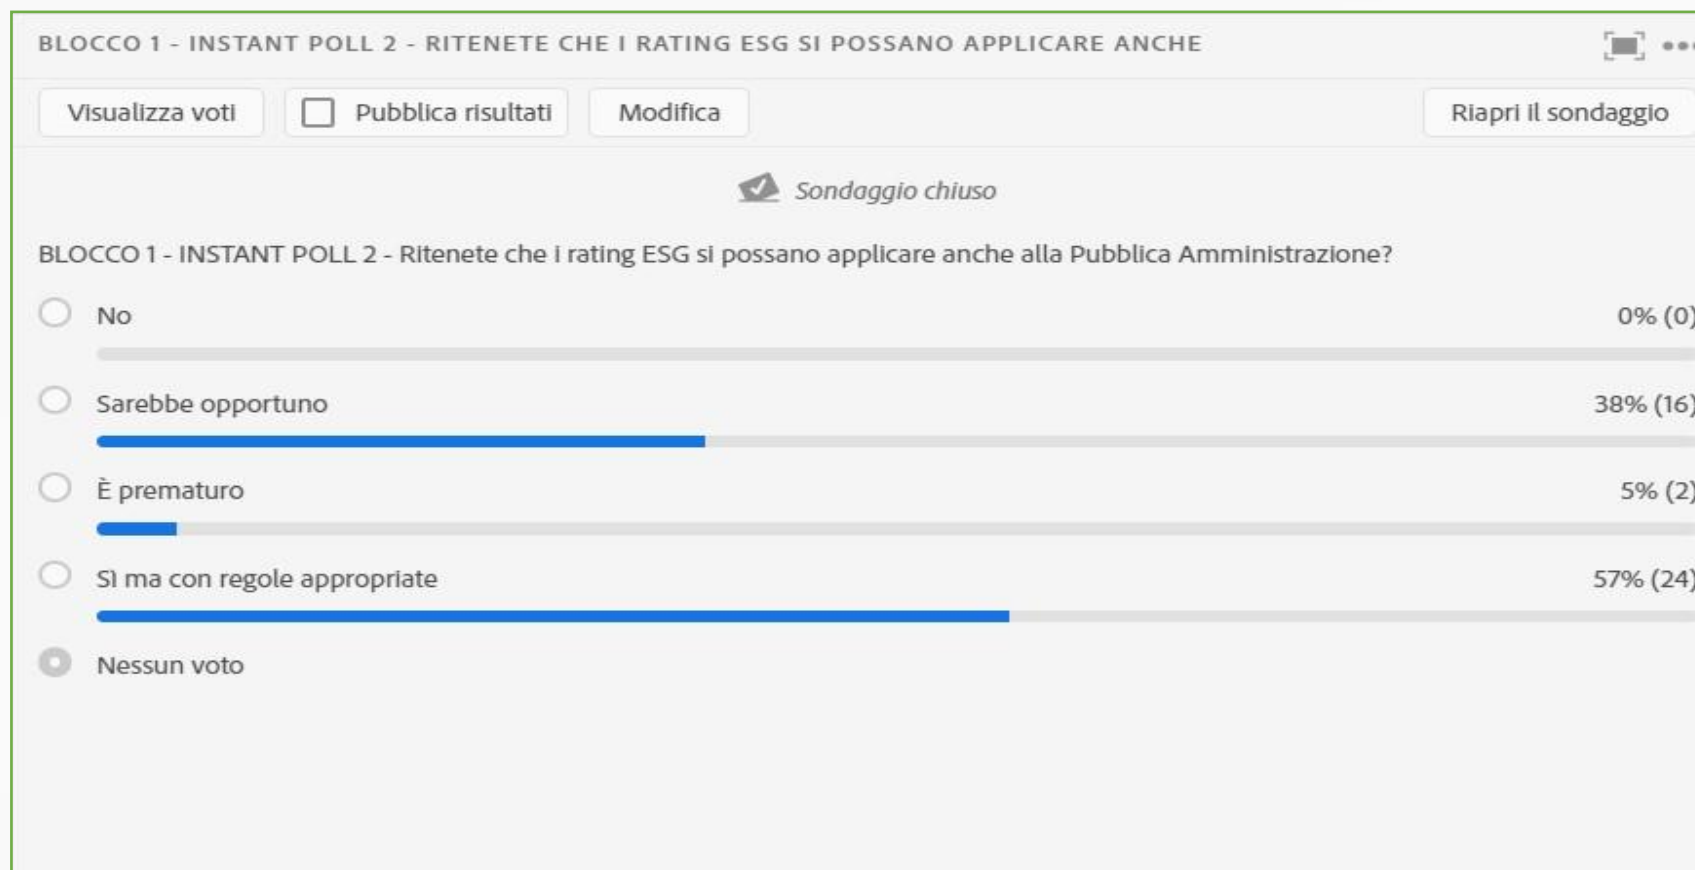 BLOCCO 1 - INSTANT POLL 2 - RITENETE CHE I RATING ESG SI POSSANO APPLICARE ANCHE
Visualizza voti Pubblica risultati Modifica Riapri il sondaggio
Sondaggio chiuso
BLOCCO 1 - INSTANT POLL 2 - Ritenete che i rating ESG si possano applicare anche alla Pubblica Amministrazione?
No 0% (0)
Sarebbe opportuno 38% (16)
È prematuro 5% (2)
Sì ma con regole appropriate 57% (24)
Nessun voto